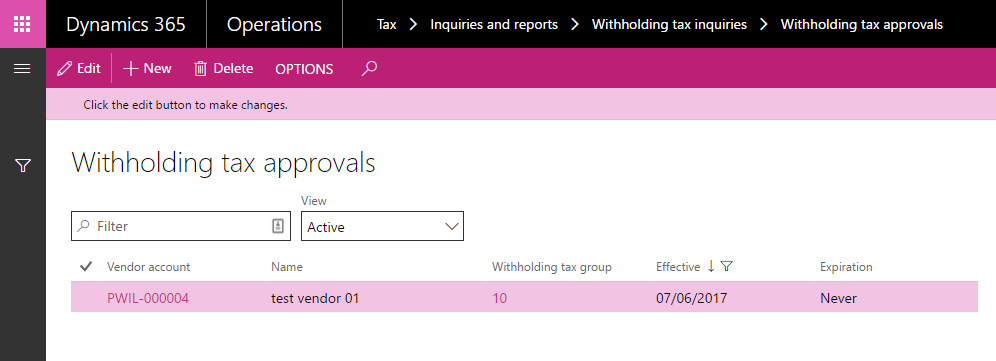 Dynamics 365 Operations Tax > Inquiries and reports > Withholding tax inquiries > Withholding tax approvals
Edit New Delete OPTIONS
Click the edit button to make changes.
Withholding tax approvals
View
Filter Active
Vendor account Name Withholding tax group Effective Expiration
PWIL-000004 test vendor 01 10 07/06/2017 Never